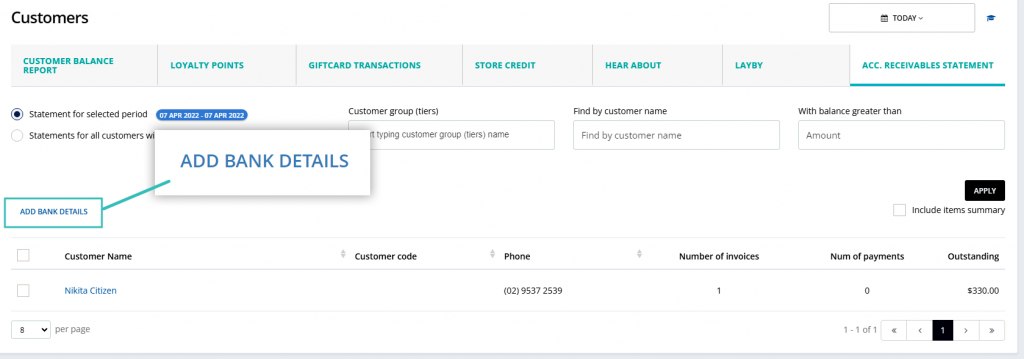 Customers
TODAY
CUSTOMER BALANCE
REPORT
LOYALTY POINTS
GIFTCARD TRANSACTIONS
STORE CREDIT
HEAR ABOUT
LAYBY
ACC. RECEIVABLES STATEMENT
Statement for selected period
07 APR 2022 - 07 APR 2022
Customer group (tiers)
Find by customer name
With balance greater than
Statements for all customers
typing customer group (tiers) name
Find by customer name
Amount
ADD BANK DETAILS
APPLY
ADD BANK DETAILS
Include items summary
Customer Name
Customer code
Phone
Number of invoices
Num of payments
Outstanding
Nikita Citizen
(02) 9537 2539
1
0
$330.00
8
per page
1 - 1 of 1
«
‹
1
›
»